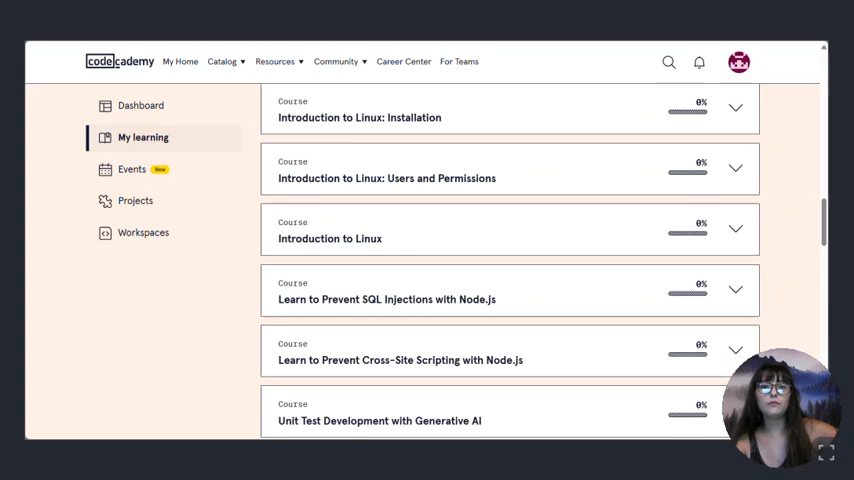 codecademy My Home Catalog Resources Community Career Center For Teams
Dashboard
My learning
Events New
Projects
Workspaces
Course 0%
Introduction to Linux: Installation
Course 0%
Introduction to Linux: Users and Permissions
Course 0%
Introduction to Linux
Course 0%
Learn to Prevent SQL Injections with Node.js
Course 0%
Learn to Prevent Cross-Site Scripting with Node.js
Course 0%
Unit Test Development with Generative AI